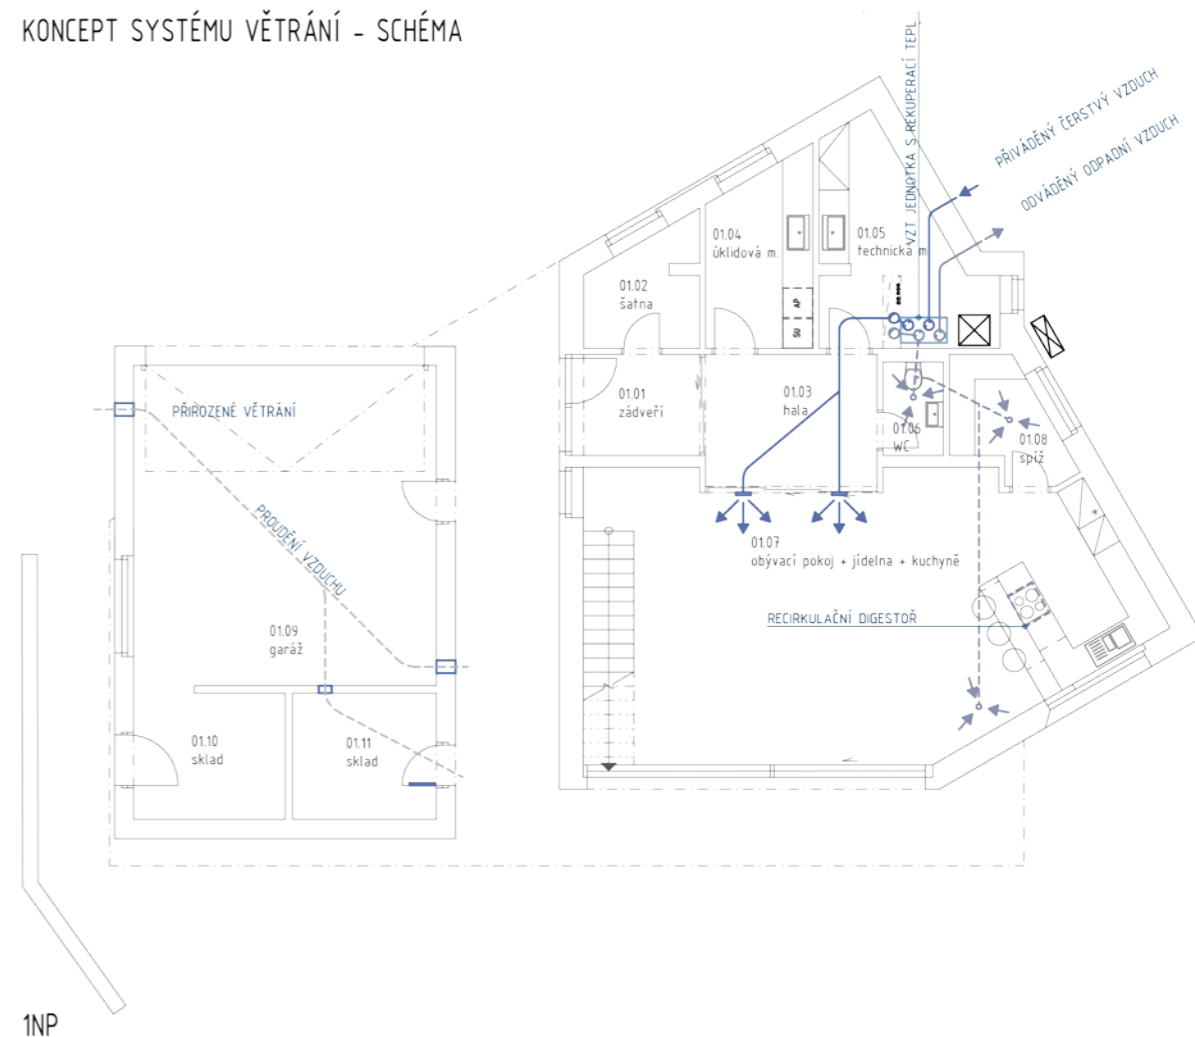 KONCEPT SYSTÉMU VĚTRÁNÍ - SCHÉMA
VZT JEDNOTKA S REKUPERACÍ TEPL
PŘIVÁDĚNÝ ČERSTVÝ VZDUCH
ODVÁDĚNÝ ODPADNÍ VZDUCH
01.04
úklidová m.
01.05
technická m
01.02
šatna
AP
SU
01.01
zádveří
01.03
hala
01.06
WC
01.08
spíž
PŘIROZENÉ VĚTRÁNÍ
PROUDĚNÍ VZDUCHU
01.07
obývací pokoj + jídelna + kuchyně
RECIRKULAČNÍ DIGESTOŘ
01.09
garáž
01.10
sklad
01.11
sklad
1NP